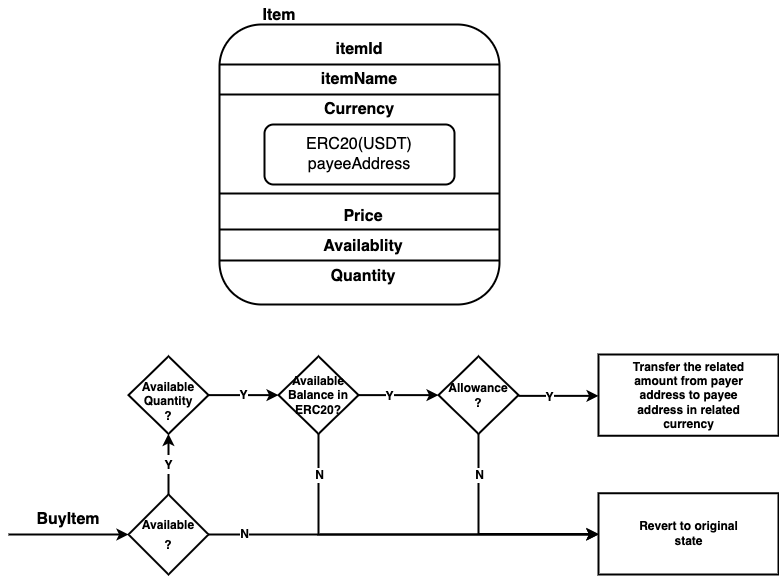 Item
itemId
itemName
Currency
ERC20(USDT)
payeeAddress
Price
Availablity
Quantity
Available
Quantity
?
Y
Available
Balance in
ERC20?
Y
Allowance
?
Y
Transfer the related
amount from payer
address to payee
address in related
currency
Y
N
N
BuyItem
Available
?
N
Revert to original
state